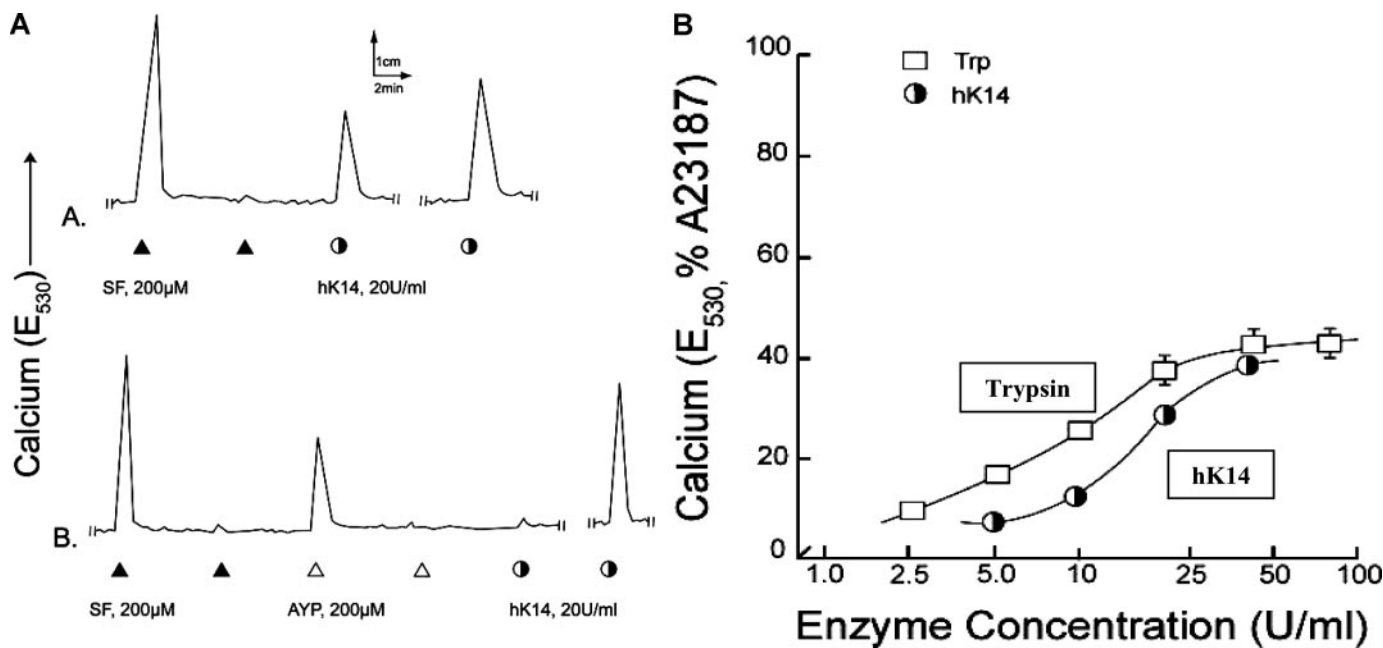 A
1cm
2min
Calcium (E530)
A.
SF, 200µM
hK14, 20U/ml
B.
SF, 200µM
AYP, 200µM
hK14, 20U/ml
B
Calcium (E530, % A23187)
100
80
60
40
20
0
Trp
hK14
Trypsin
hK14
1.0 2.5 5.0 10 25 50 100
Enzyme Concentration (U/ml)